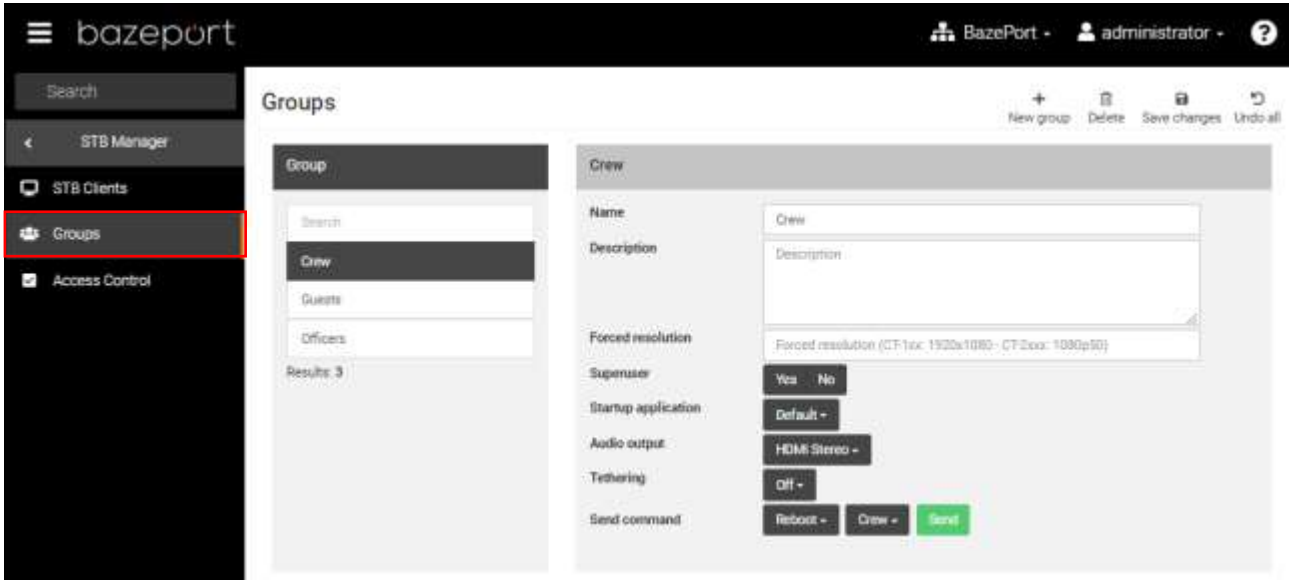 bazeport
BazePort
administrator
?
Search
STB Manager
STB Clients
Groups
Access Control
Groups
New group
Delete
Save changes
Undo all
Group
Search
Crew
Guests
Officers
Results: 3
Crew
Name
Crew
Description
Description
Forced resolution
Forced resolution (CT-1xx: 1920x1080 - CT-2xxx: 1080p50)
Superuser
Yes No
Startup application
Default
Audio output
HDMI Stereo
Tethering
Off
Send command
Reboot
Crew
Send